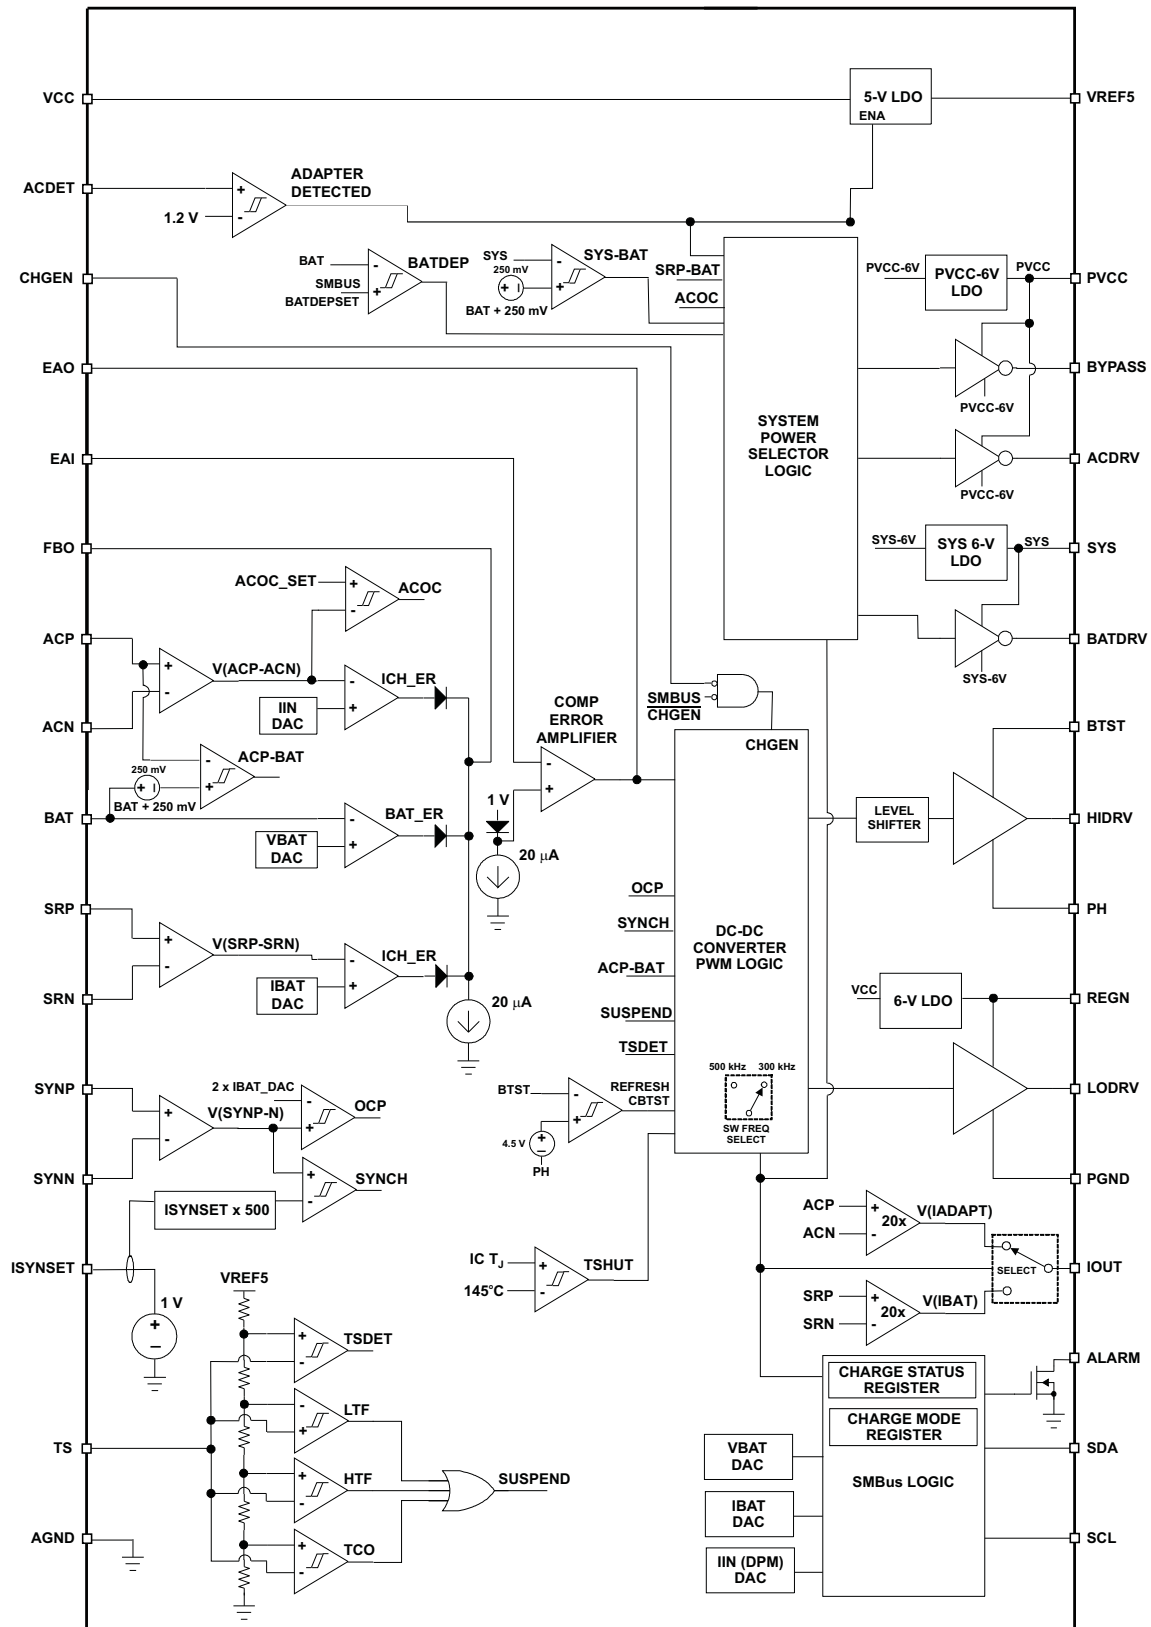 VCC
5-V LDO
ENA
VREF5
ACDET
1.2 V
+
-
ADAPTER
DETECTED
CHGEN
BAT
SMBUS
BATDEPSET
-
+
BATDEP
SYS
250 mV
BAT + 250 mV
-
+
SYS-BAT
SRP-BAT
ACOC
PVCC-6V
PVCC-6V
LDO
PVCC
PVCC
EAO
BYPASS
PVCC-6V
SYSTEM
POWER
SELECTOR
LOGIC
EAI
ACDRV
PVCC-6V
FBO
SYS-6V
SYS 6-V
LDO
SYS
SYS
ACOC_SET
+
-
ACOC
ACP
V(ACP-ACN)
+
-
BATDRV
SYS-6V
ICH_ER
-
+
IIN
DAC
SMBUS
CHGEN
ACN
COMP
ERROR
AMPLIFIER
-
+
CHGEN
BTST
ACP-BAT
-
+
250 mV
BAT + 250 mV
BAT
BAT_ER
-
+
VBAT
DAC
1 V
20 µA
LEVEL
SHIFTER
HIDRV
SRP
SRN
+
-
V(SRP-SRN)
ICH_ER
-
+
IBAT
DAC
20 µA
OCP
SYNCH
ACP-BAT
SUSPEND
TSDET
DC-DC
CONVERTER
PWM LOGIC
PH
VCC
6-V LDO
REGN
500 kHz
300 kHz
SW FREQ
SELECT
LODRV
SYNP
SYNN
+
-
2 x IBAT_DAC
V(SYNP-N)
-
+
OCP
+
-
SYNCH
ISYNSET x 500
BTST
-
+
REFRESH
CBTST
4.5 V
+
–
PH
PGND
ISYNSET
1 V
+
–
IC TJ
145°C
+
-
TSHUT
ACP
ACN
+
-
20x
V(IADAPT)
SELECT
IOUT
SRP
SRN
+
-
20x
V(IBAT)
VREF5
+
-
TSDET
-
+
LTF
+
-
HTF
+
-
TCO
SUSPEND
TS
AGND
CHARGE STATUS
REGISTER
CHARGE MODE
REGISTER
SMBus LOGIC
VBAT
DAC
IBAT
DAC
IIN (DPM)
DAC
ALARM
SDA
SCL